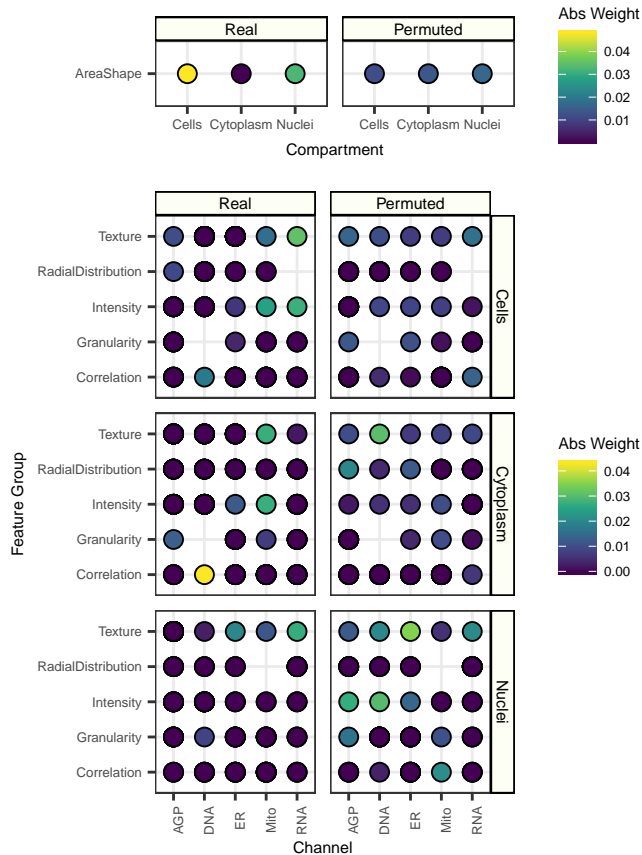 Abs Weight
0.04
0.03
0.02
0.01
Real
Permuted
AreaShape
Cells
Cytoplasm
Nuclei
Cells
Cytoplasm
Nuclei
Compartment
Real
Permuted
Texture
RadialDistribution
Intensity
Granularity
Correlation
Cells
Texture
RadialDistribution
Intensity
Granularity
Correlation
Cytoplasm
Feature Group
Abs Weight
0.04
0.03
0.02
0.01
0.00
Texture
RadialDistribution
Intensity
Granularity
Correlation
Nuclei
AGP
DNA
ER
Mito
RNA
AGP
DNA
ER
Mito
RNA
Channel